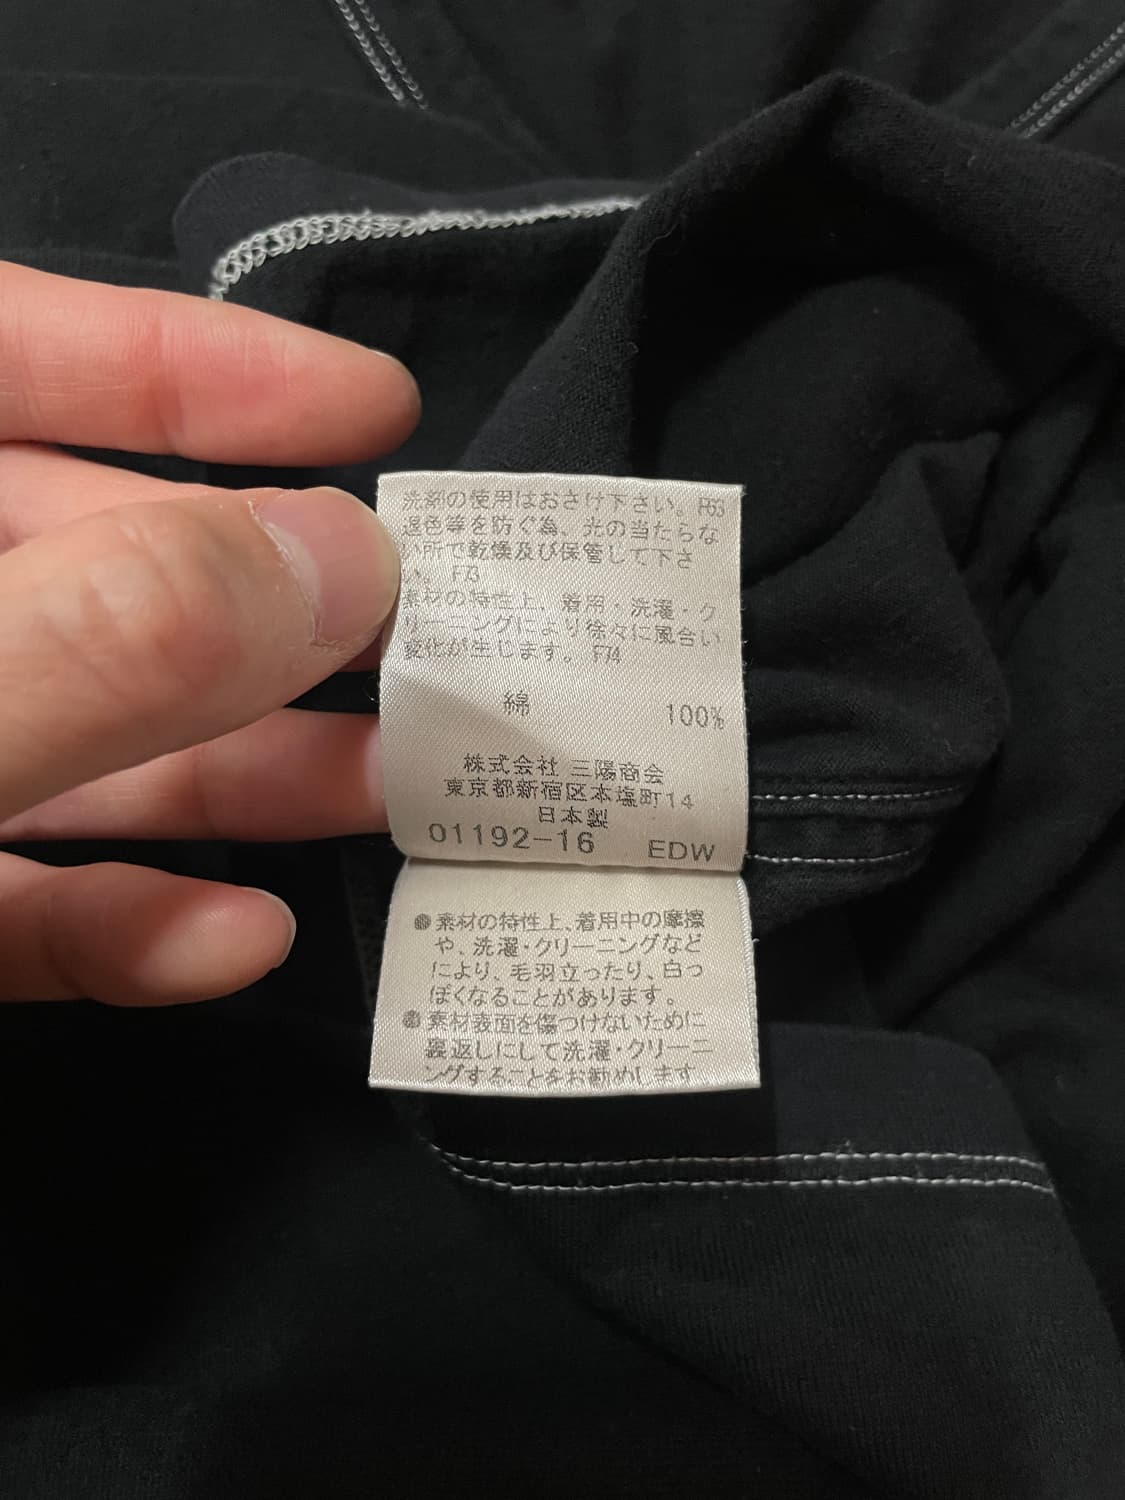 洗剤の使用はおさけ下さい。F63
退色等を防ぐ為、光の当たらな
い所で乾燥及び保管して下さ
い。F73
素材の特性上、着用・洗濯・ク
リーニングにより徐々に風合い
変化が生じます。F74
綿 100%
株式会社 三陽商会
東京都新宿区本塩町14
日本製
01192-16 EDW
●素材の特性上、着用中の摩擦
や、洗濯・クリーニングなど
により、毛羽立ったり、白っ
ぽくなることがあります。
●素材表面を傷つけないために
裏返しにして洗濯・クリーニ
ングすることをお勧めします